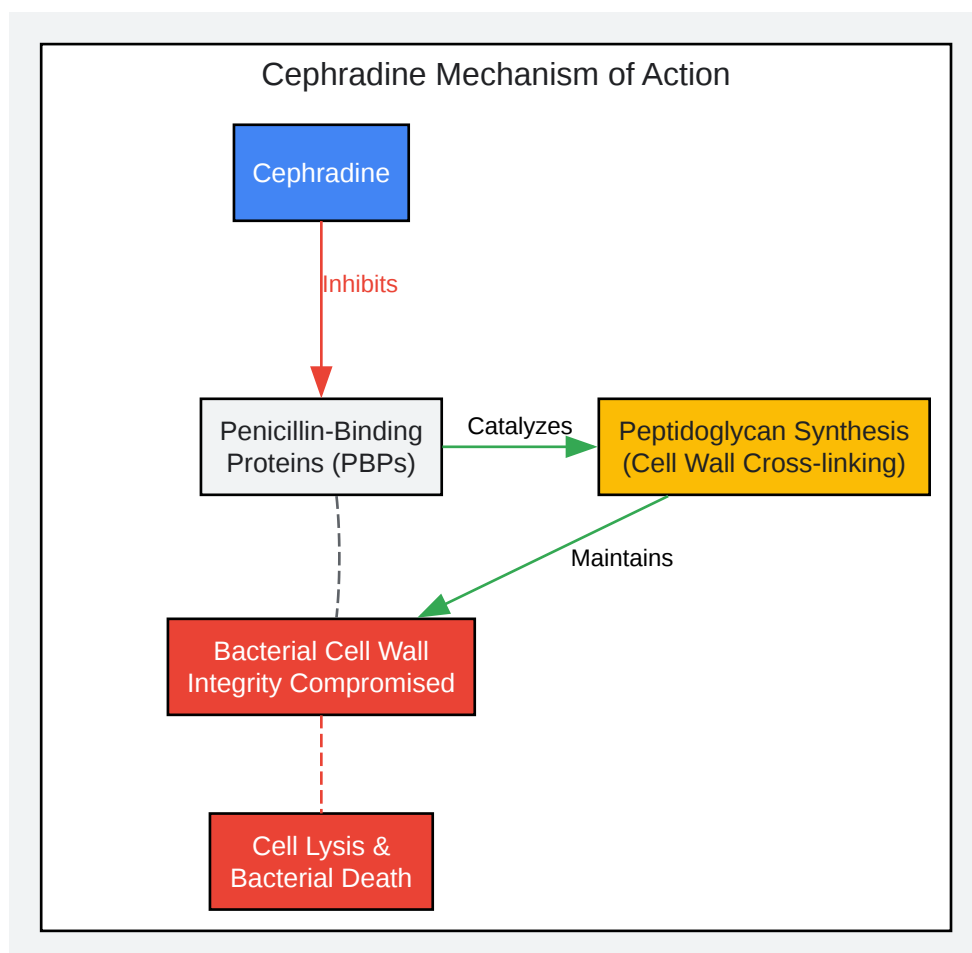 Cephradine Mechanism of Action
Cephradine
Inhibits
Penicillin-Binding
Proteins (PBPs)
Catalyzes
Peptidoglycan Synthesis
(Cell Wall Cross-linking)
Maintains
Bacterial Cell Wall
Integrity Compromised
Cell Lysis &
Bacterial Death